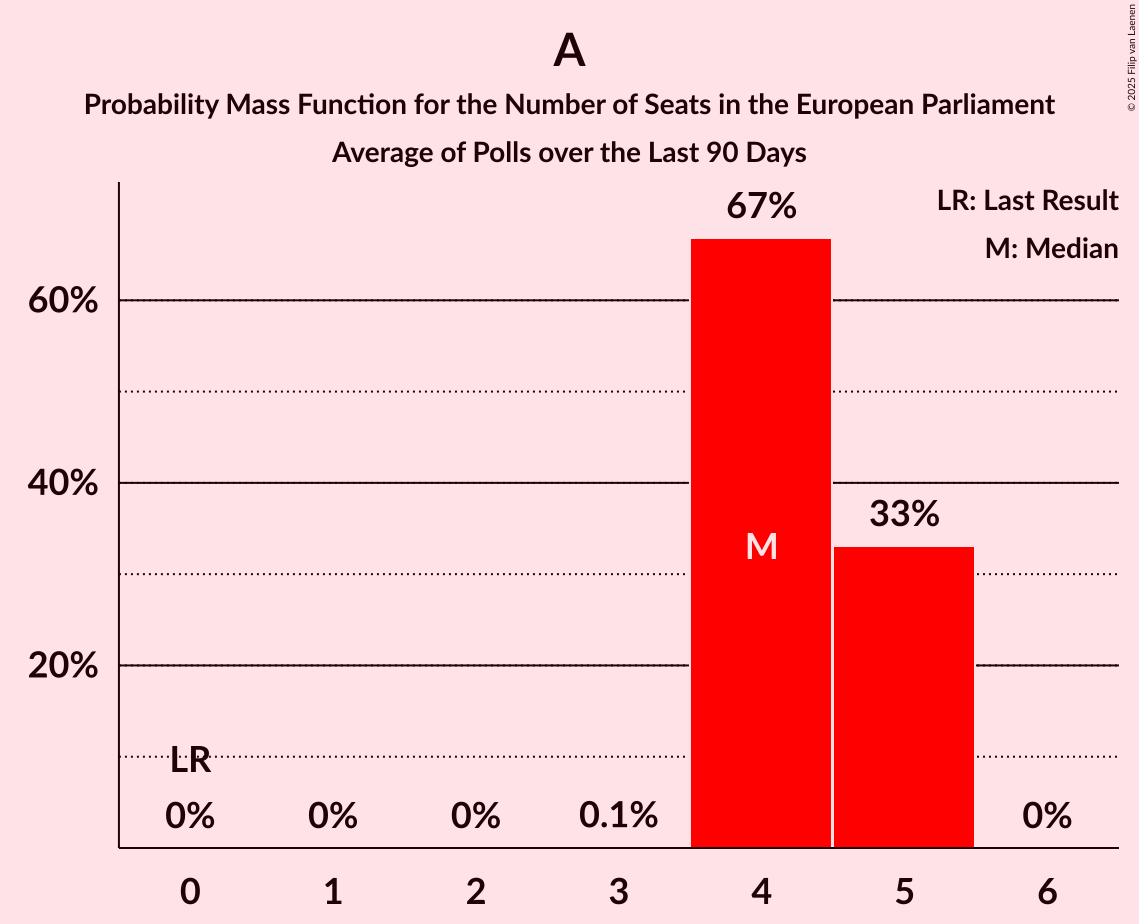 A
Probability Mass Function for the Number of Seats in the European Parliament
Average of Polls over the Last 90 Days
© 2025 Filip van Laenen
LR: Last Result
M: Median
67%
60%
40%
33%
M
20%
LR
0% 0% 0% 0.1% 0%
0 1 2 3 4 5 6